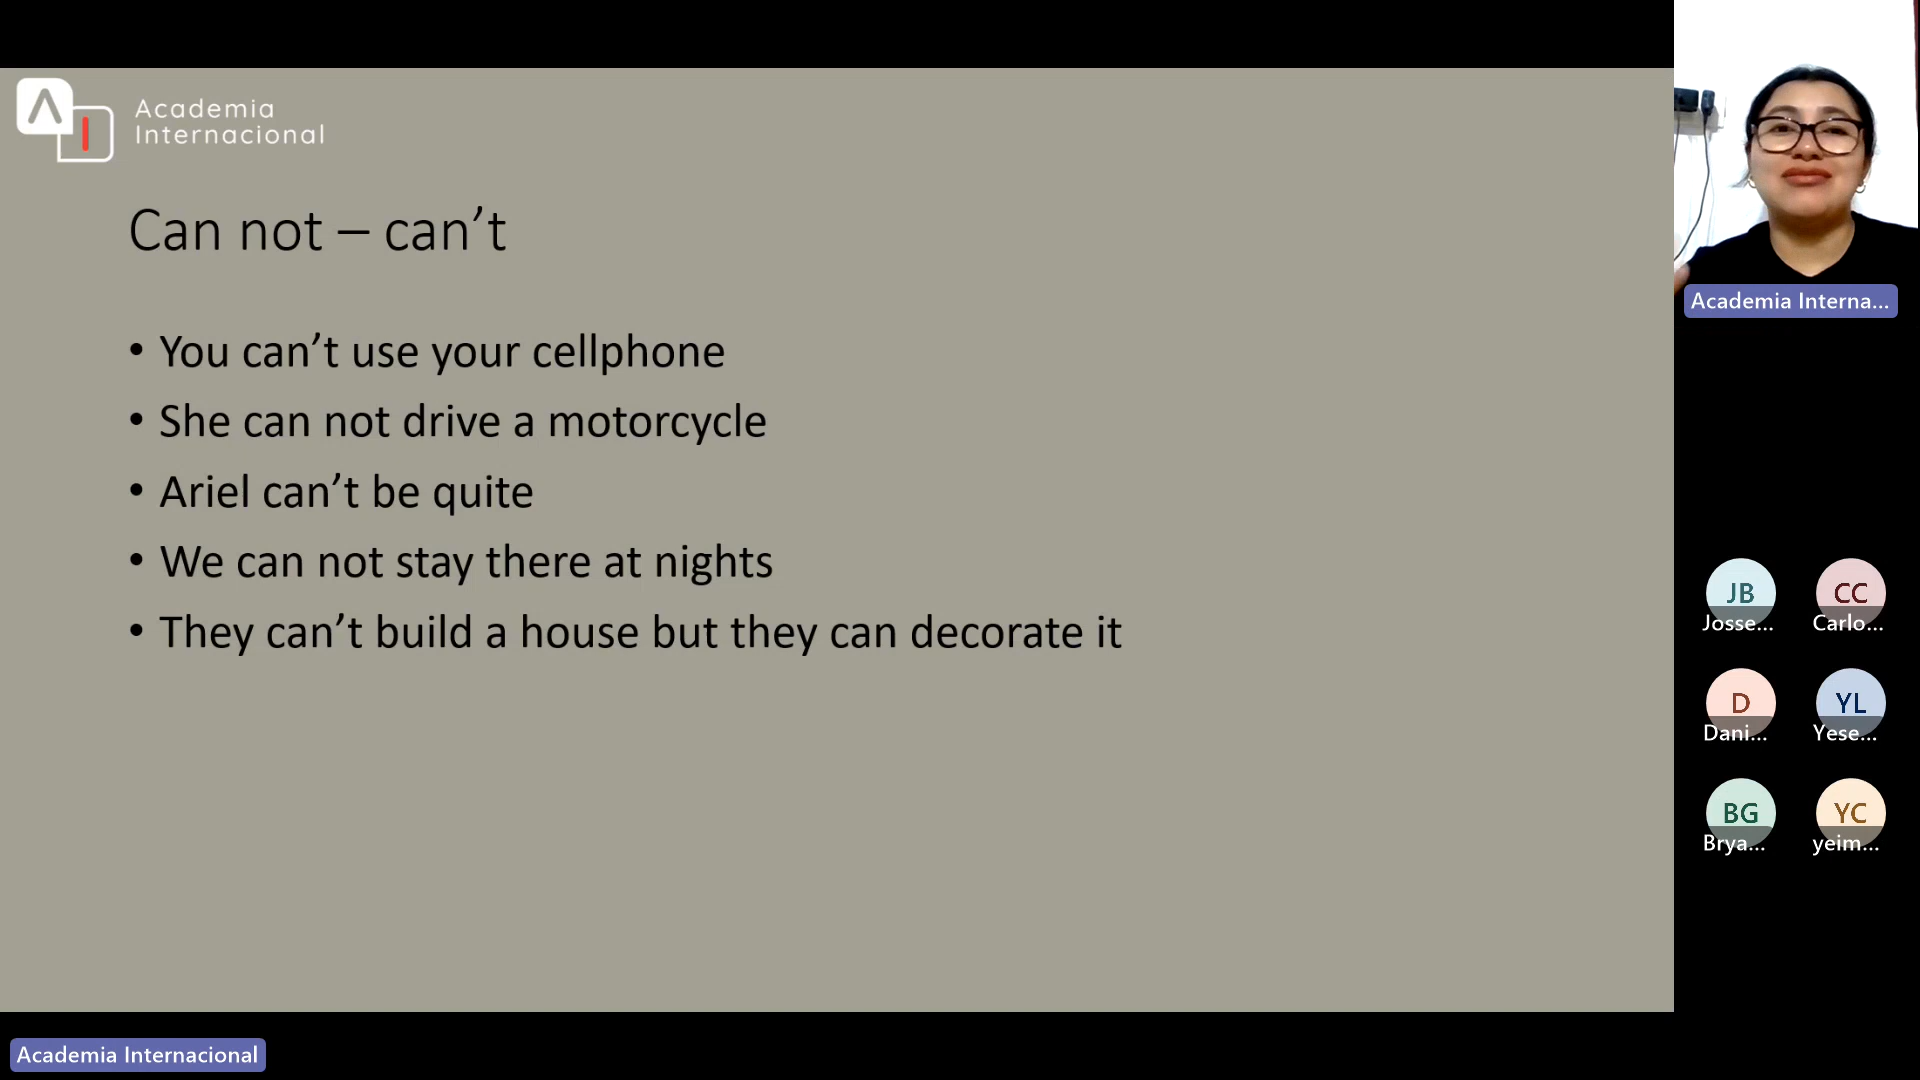 Academia
Internacional
Can not – can’t
• You can’t use your cellphone
• She can not drive a motorcycle
• Ariel can’t be quite
• We can not stay there at nights
• They can’t build a house but they can decorate it
Academia Interna...
JB
Josse...
CC
Carlo...
D
Dani...
YL
Yese...
BG
Brya...
YC
yeim...
Academia Internacional